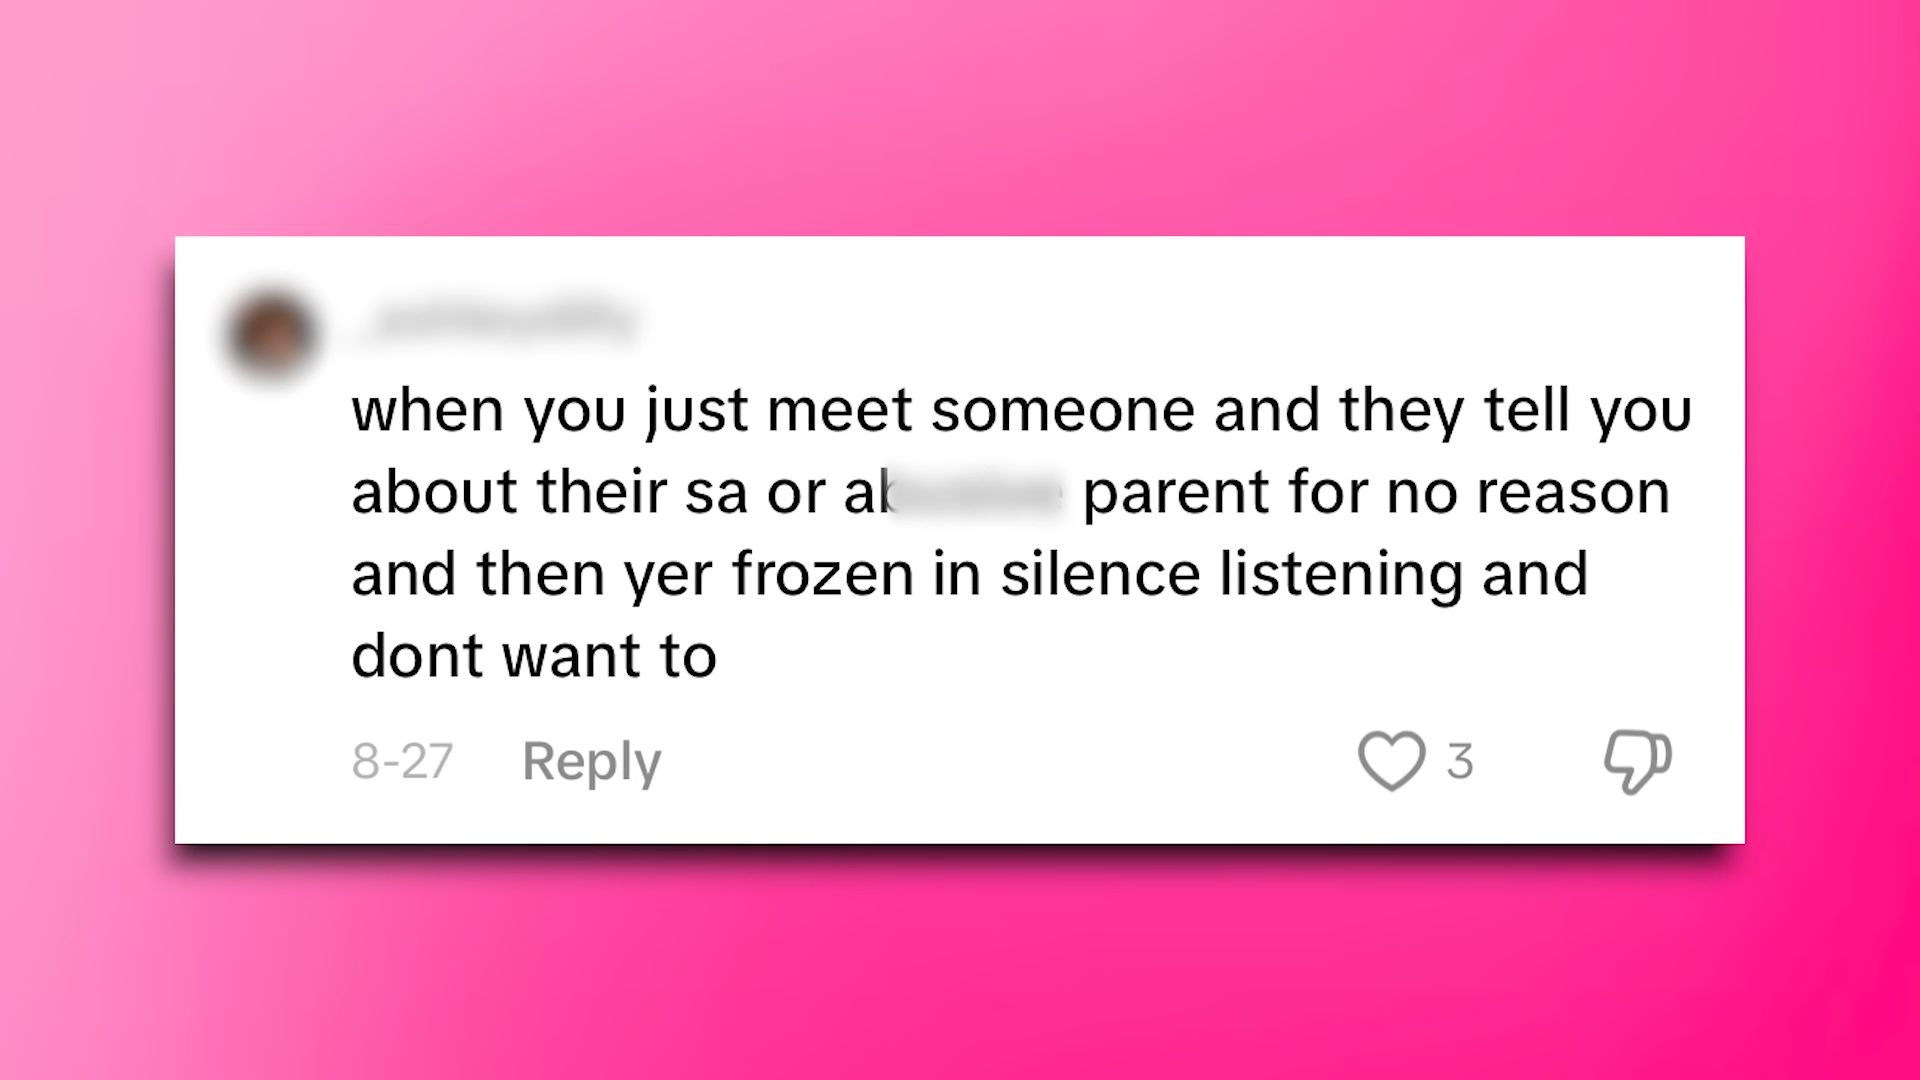 when you just meet someone and they tell you
about their sa or ab parent for no reason
and then yer frozen in silence listening and
dont want to
8-27 Reply 3